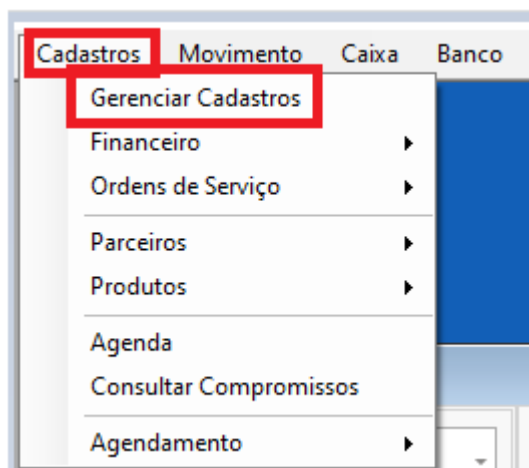 Cadastros Movimento Caixa Banco
Gerenciar Cadastros
Financeiro
Ordens de Serviço
Parceiros
Produtos
Agenda
Consultar Compromissos
Agendamento